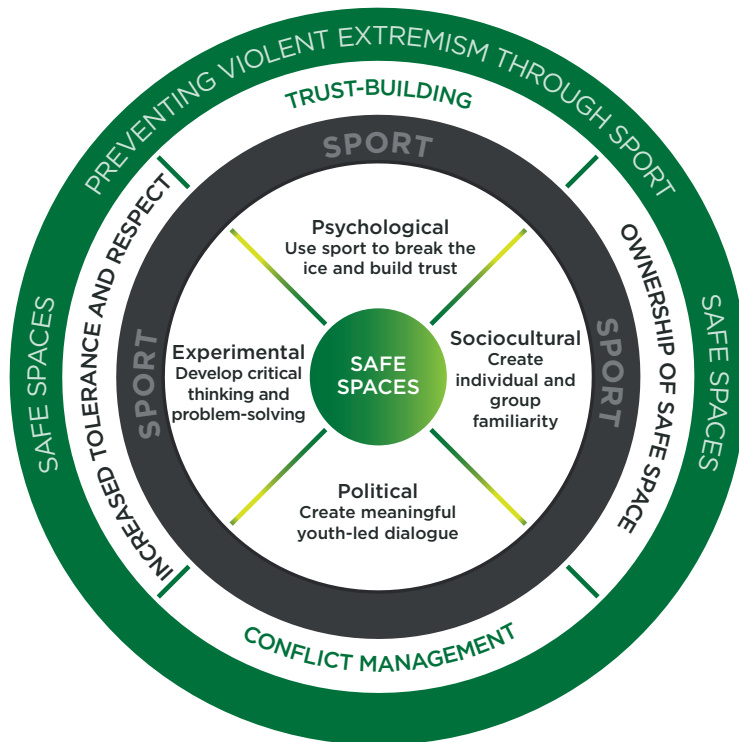 PREVENTING VIOLENT EXTREMISM THROUGH SPORT
SAFE SPACES
SAFE SPACES
TRUST-BUILDING
INCREASED TOLERANCE AND RESPECT
OWNERSHIP OF SAFE SPACE
CONFLICT MANAGEMENT
SPORT
SPORT
SPORT
Psychological
Use sport to break the
ice and build trust
Experimental
Develop critical
thinking and
problem-solving
SAFE
SPACES
Sociocultural
Create
individual and
group
familiarity
Political
Create meaningful
youth-led dialogue